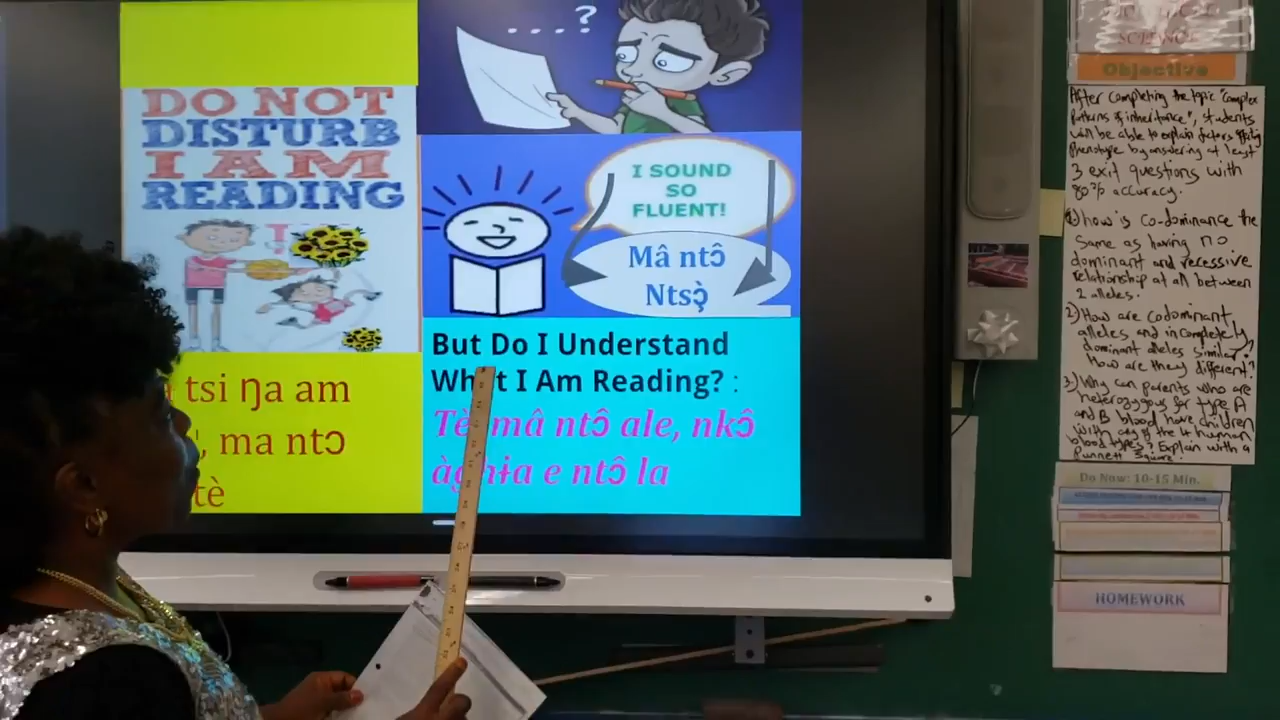 DO NOT
DISTURB
I AM
READING
tsi ŋa am
, ma ntɔ
tè
....?
I SOUND
SO
FLUENT!
Mâ ntɔ̂
Ntsɔ̧̀
But Do I Understand
What I Am Reading? :
mâ ntɔ̂ ale, nkɔ̂
àghɨa e ntɔ̂ la
SCIENCE
Objective
After completing the topic "Complex
Patterns of inheritance", students
will be able to explain factors
phenotype by answering at least
3 exit questions with
80% accuracy.
1) how is co-dominance the
same as having no
dominant and recessive
relationship at all between
2 alleles.
2) How are codominant
alleles and incompletely
dominant alleles similar?
How are they different?
3) Why can parents who are
heterozygous for type A
and B blood have children
with any of the 4 human
blood types? Explain with a
Punnett Square.
Do Now: 10-15 Min.
HOMEWORK